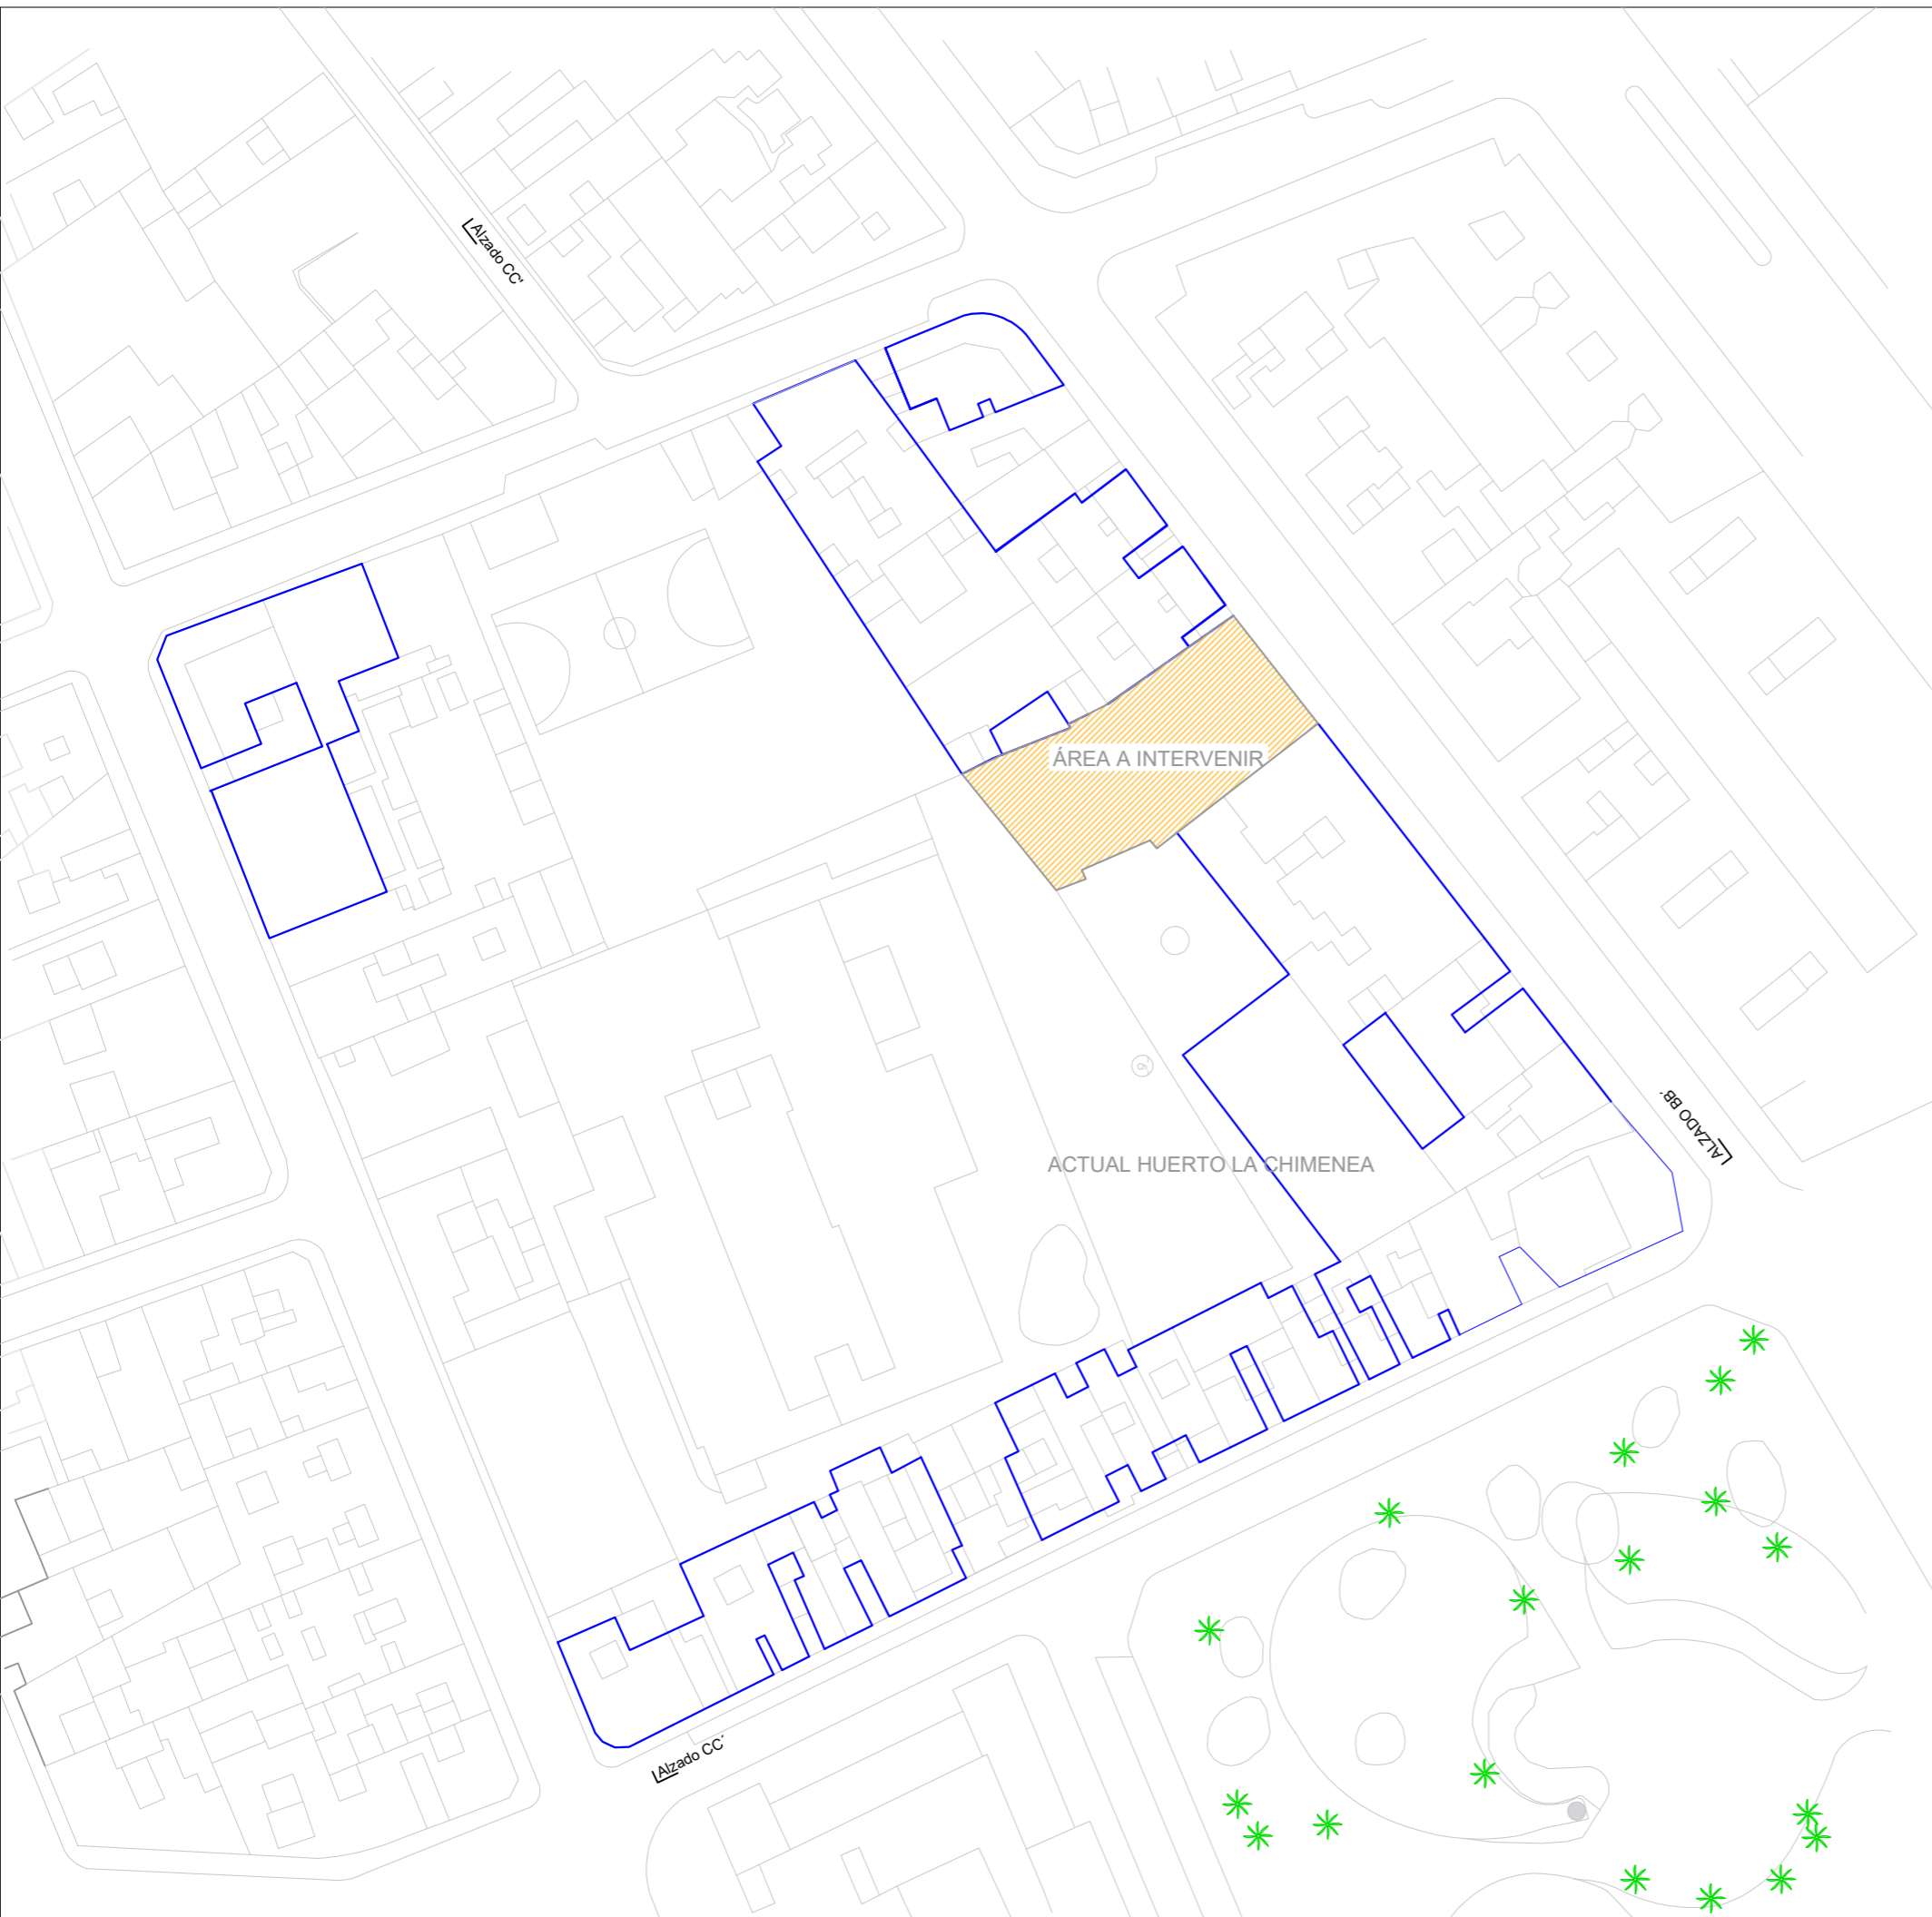 Alzado CC'
ÁREA A INTERVENIR
ALZADO BB'
ACTUAL HUERTO LA CHIMENEA
Alzado CC'